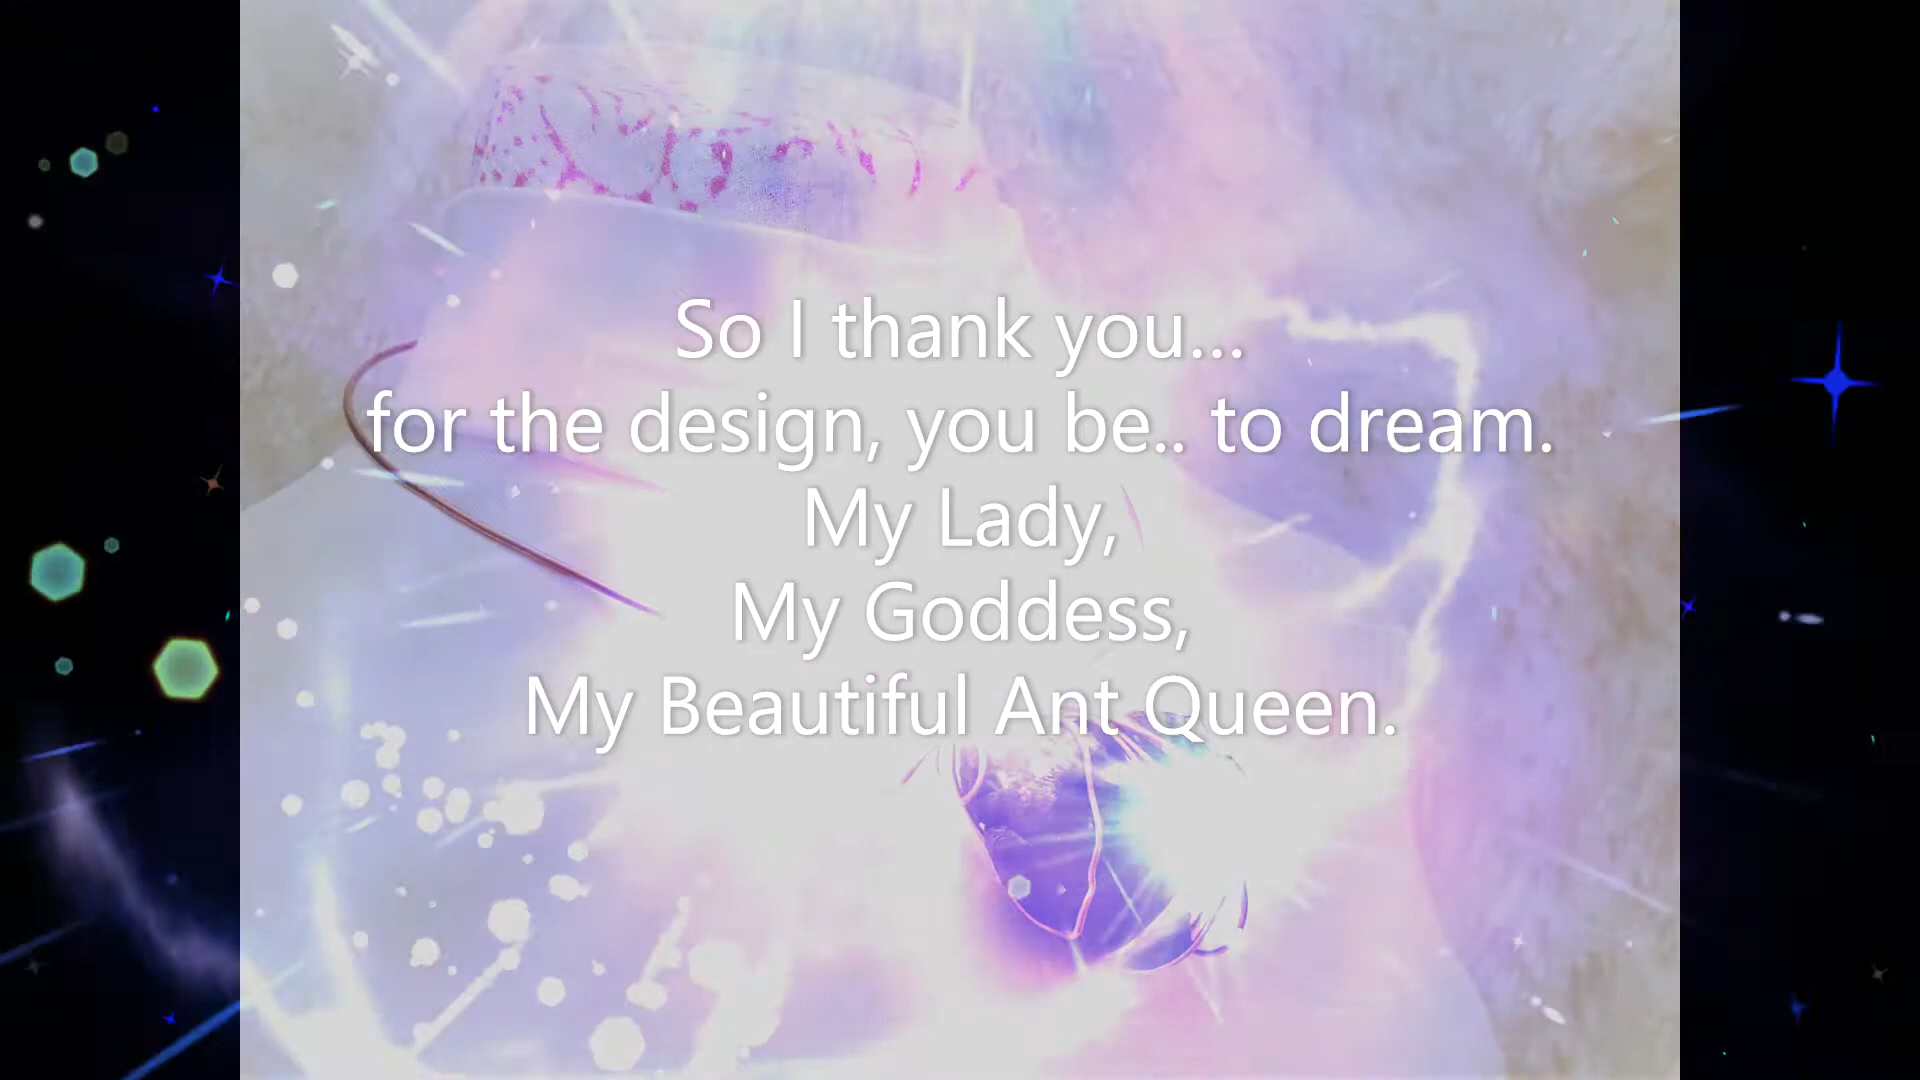 So I thank you...
for the design, you be.. to dream.
My Lady,
My Goddess,
My Beautiful Ant Queen.